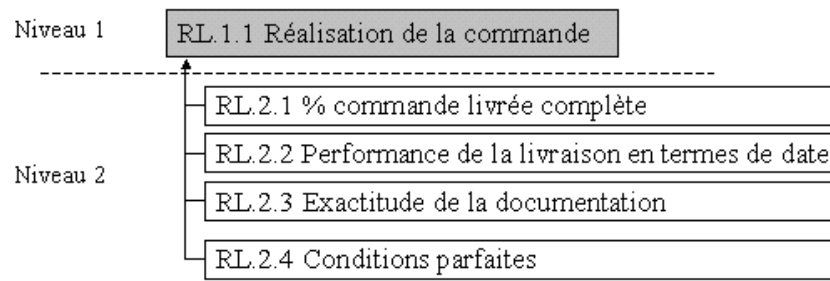 Niveau 1
RL.1.1 Réalisation de la commande
RL.2.1 % commande livrée complète
RL.2.2 Performance de la livraison en termes de date
Niveau 2
RL.2.3 Exactitude de la documentation
RL.2.4 Conditions parfaites